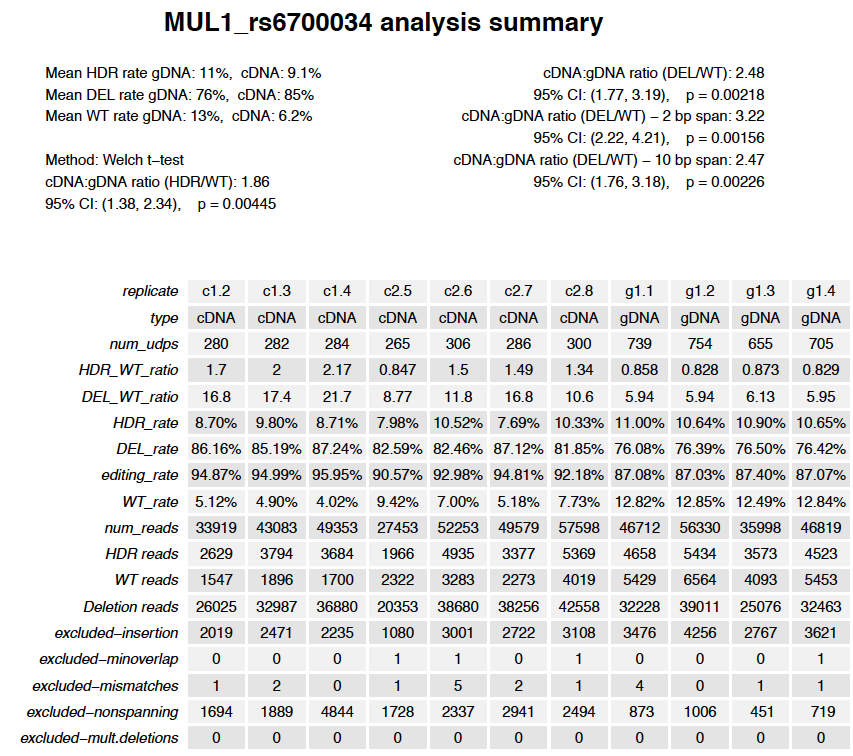 MUL1_rs6700034 analysis summary
Mean HDR rate gDNA: 11%, cDNA: 9.1%
Mean DEL rate gDNA: 76%, cDNA: 85%
Mean WT rate gDNA: 13%, cDNA: 6.2%
Method: Welch t−test
cDNA:gDNA ratio (HDR/WT): 1.86
95% CI: (1.38, 2.34), p = 0.00445
cDNA:gDNA ratio (DEL/WT): 2.48
95% CI: (1.77, 3.19), p = 0.00218
cDNA:gDNA ratio (DEL/WT) − 2 bp span: 3.22
95% CI: (2.22, 4.21), p = 0.00156
cDNA:gDNA ratio (DEL/WT) − 10 bp span: 2.47
95% CI: (1.76, 3.18), p = 0.00226
replicate c1.2 c1.3 c1.4 c2.5 c2.6 c2.7 c2.8 g1.1 g1.2 g1.3 g1.4
type cDNA cDNA cDNA cDNA cDNA cDNA cDNA gDNA gDNA gDNA gDNA
num_udps 280 282 284 265 306 286 300 739 754 655 705
HDR_WT_ratio 1.7 2 2.17 0.847 1.5 1.49 1.34 0.858 0.828 0.873 0.829
DEL_WT_ratio 16.8 17.4 21.7 8.77 11.8 16.8 10.6 5.94 5.94 6.13 5.95
HDR_rate 8.70% 9.80% 8.71% 7.98% 10.52% 7.69% 10.33% 11.00% 10.64% 10.90% 10.65%
DEL_rate 86.16% 85.19% 87.24% 82.59% 82.46% 87.12% 81.85% 76.08% 76.39% 76.50% 76.42%
editing_rate 94.87% 94.99% 95.95% 90.57% 92.98% 94.81% 92.18% 87.08% 87.03% 87.40% 87.07%
WT_rate 5.12% 4.90% 4.02% 9.42% 7.00% 5.18% 7.73% 12.82% 12.85% 12.49% 12.84%
num_reads 33919 43083 49353 27453 52253 49579 57598 46712 56330 35998 46819
HDR reads 2629 3794 3684 1966 4935 3377 5369 4658 5434 3573 4523
WT reads 1547 1896 1700 2322 3283 2273 4019 5429 6564 4093 5453
Deletion reads 26025 32987 36880 20353 38680 38256 42558 32228 39011 25076 32463
excluded−insertion 2019 2471 2235 1080 3001 2722 3108 3476 4256 2767 3621
excluded−minoverlap 0 0 0 1 1 0 1 0 0 0 1
excluded−mismatches 1 2 0 1 5 2 1 4 0 1 1
excluded−nonspanning 1694 1889 4844 1728 2337 2941 2494 873 1006 451 719
excluded−mult.deletions 0 0 0 0 0 0 0 0 0 0 0